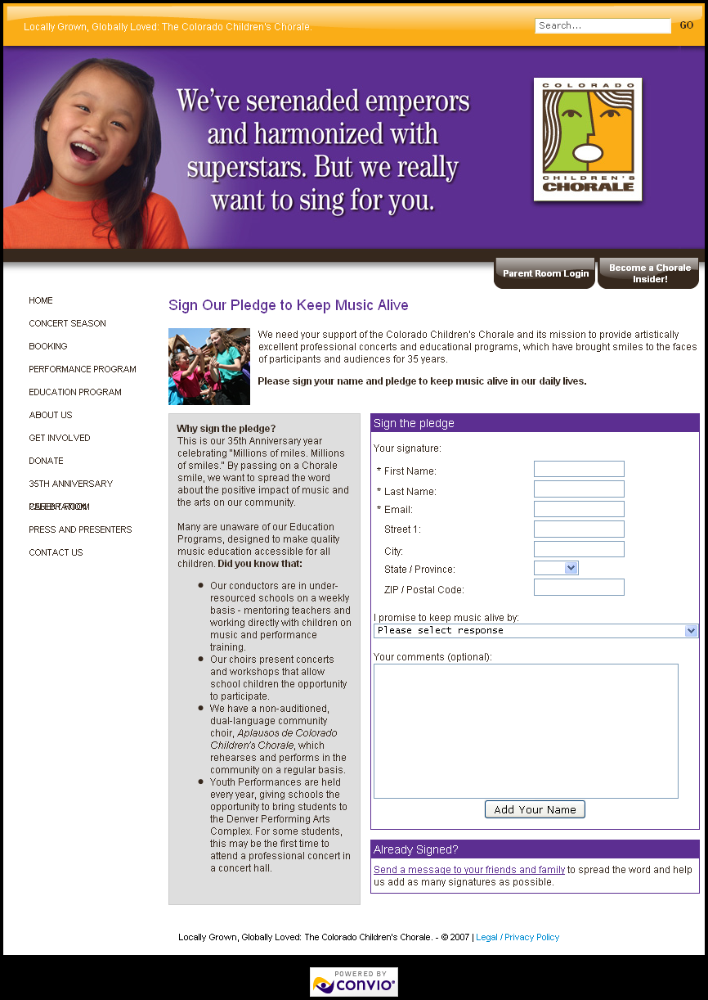 Locally Grown, Globally Loved: The Colorado Children's Chorale.
Search...
GO
We've serenaded emperors
and harmonized with
superstars. But we really
want to sing for you.
COLORADO
CHILDREN'S
CHORALE
Parent Room Login
Become a Chorale
Insider!
HOME
CONCERT SEASON
BOOKING
PERFORMANCE PROGRAM
EDUCATION PROGRAM
ABOUT US
GET INVOLVED
DONATE
35TH ANNIVERSARY
CELEBRATION
PARENT ROOM
PRESS AND PRESENTERS
CONTACT US
Sign Our Pledge to Keep Music Alive
We need your support of the Colorado Children's Chorale and its mission to provide artistically
excellent professional concerts and educational programs, which have brought smiles to the faces
of participants and audiences for 35 years.
Please sign your name and pledge to keep music alive in our daily lives.
Why sign the pledge?
This is our 35th Anniversary year
celebrating "Millions of miles. Millions
of smiles." By passing on a Chorale
smile, we want to spread the word
about the positive impact of music and
the arts on our community.
Many are unaware of our Education
Programs, designed to make quality
music education accessible for all
children. Did you know that:
Our conductors are in under-
resourced schools on a weekly
basis - mentoring teachers and
working directly with children on
music and performance
training.
Our choirs present concerts
and workshops that allow
school children the opportunity
to participate.
We have a non-auditioned,
dual-language community
choir, Aplausos de Colorado
Children's Chorale, which
rehearses and performs in the
community on a regular basis.
Youth Performances are held
every year, giving schools the
opportunity to bring students to
the Denver Performing Arts
Complex. For some students,
this may be the first time to
attend a professional concert in
a concert hall.
Sign the pledge
Your signature:
* First Name:
* Last Name:
* Email:
Street 1:
City:
State / Province:
ZIP / Postal Code:
I promise to keep music alive by:
Please select response
Your comments (optional):
Add Your Name
Already Signed?
Send a message to your friends and family to spread the word and help
us add as many signatures as possible.
Locally Grown, Globally Loved: The Colorado Children's Chorale. - © 2007 | Legal / Privacy Policy
POWERED BY
convio